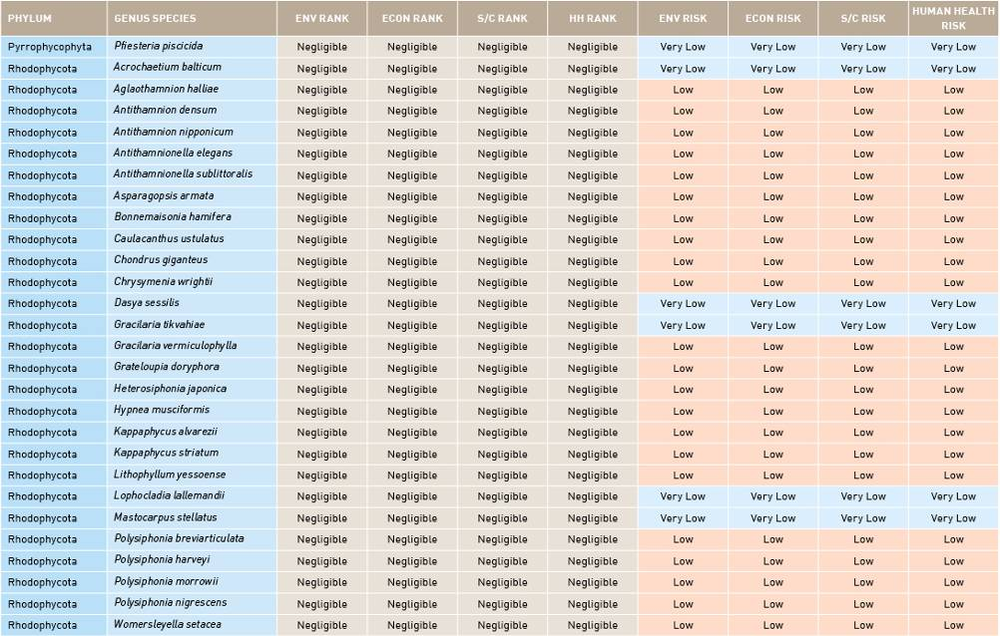 PHYLUM GENUS SPECIES ENV RANK ECON RANK S/C RANK HH RANK ENV RISK ECON RISK S/C RISK HUMAN HEALTH RISK
Pyrrophycophyta Pfiesteria piscicida Negligible Negligible Negligible Negligible Very Low Very Low Very Low Very Low
Rhodophycota Acrochaetium balticum Negligible Negligible Negligible Negligible Very Low Very Low Very Low Very Low
Rhodophycota Aglaothamnion halliae Negligible Negligible Negligible Negligible Low Low Low Low
Rhodophycota Antithamnion densum Negligible Negligible Negligible Negligible Low Low Low Low
Rhodophycota Antithamnion nipponicum Negligible Negligible Negligible Negligible Low Low Low Low
Rhodophycota Antithamnionella elegans Negligible Negligible Negligible Negligible Low Low Low Low
Rhodophycota Antithamnionella sublittoralis Negligible Negligible Negligible Negligible Low Low Low Low
Rhodophycota Asparagopsis armata Negligible Negligible Negligible Negligible Low Low Low Low
Rhodophycota Bonnemaisonia hamifera Negligible Negligible Negligible Negligible Low Low Low Low
Rhodophycota Caulacanthus ustulatus Negligible Negligible Negligible Negligible Low Low Low Low
Rhodophycota Chondrus giganteus Negligible Negligible Negligible Negligible Low Low Low Low
Rhodophycota Chrysymenia wrightii Negligible Negligible Negligible Negligible Low Low Low Low
Rhodophycota Dasya sessilis Negligible Negligible Negligible Negligible Very Low Very Low Very Low Very Low
Rhodophycota Gracilaria tikvahiae Negligible Negligible Negligible Negligible Very Low Very Low Very Low Very Low
Rhodophycota Gracilaria vermiculophylla Negligible Negligible Negligible Negligible Low Low Low Low
Rhodophycota Grateloupia doryphora Negligible Negligible Negligible Negligible Low Low Low Low
Rhodophycota Heterosiphonia japonica Negligible Negligible Negligible Negligible Low Low Low Low
Rhodophycota Hypnea musciformis Negligible Negligible Negligible Negligible Low Low Low Low
Rhodophycota Kappaphycus alvarezii Negligible Negligible Negligible Negligible Low Low Low Low
Rhodophycota Kappaphycus striatum Negligible Negligible Negligible Negligible Low Low Low Low
Rhodophycota Lithophyllum yessoense Negligible Negligible Negligible Negligible Low Low Low Low
Rhodophycota Lophocladia lallemandii Negligible Negligible Negligible Negligible Very Low Very Low Very Low Very Low
Rhodophycota Mastocarpus stellatus Negligible Negligible Negligible Negligible Very Low Very Low Very Low Very Low
Rhodophycota Polysiphonia breviarticulata Negligible Negligible Negligible Negligible Low Low Low Low
Rhodophycota Polysiphonia harveyi Negligible Negligible Negligible Negligible Low Low Low Low
Rhodophycota Polysiphonia morrowii Negligible Negligible Negligible Negligible Low Low Low Low
Rhodophycota Polysiphonia nigrescens Negligible Negligible Negligible Negligible Low Low Low Low
Rhodophycota Womersleyella setacea Negligible Negligible Negligible Negligible Low Low Low Low